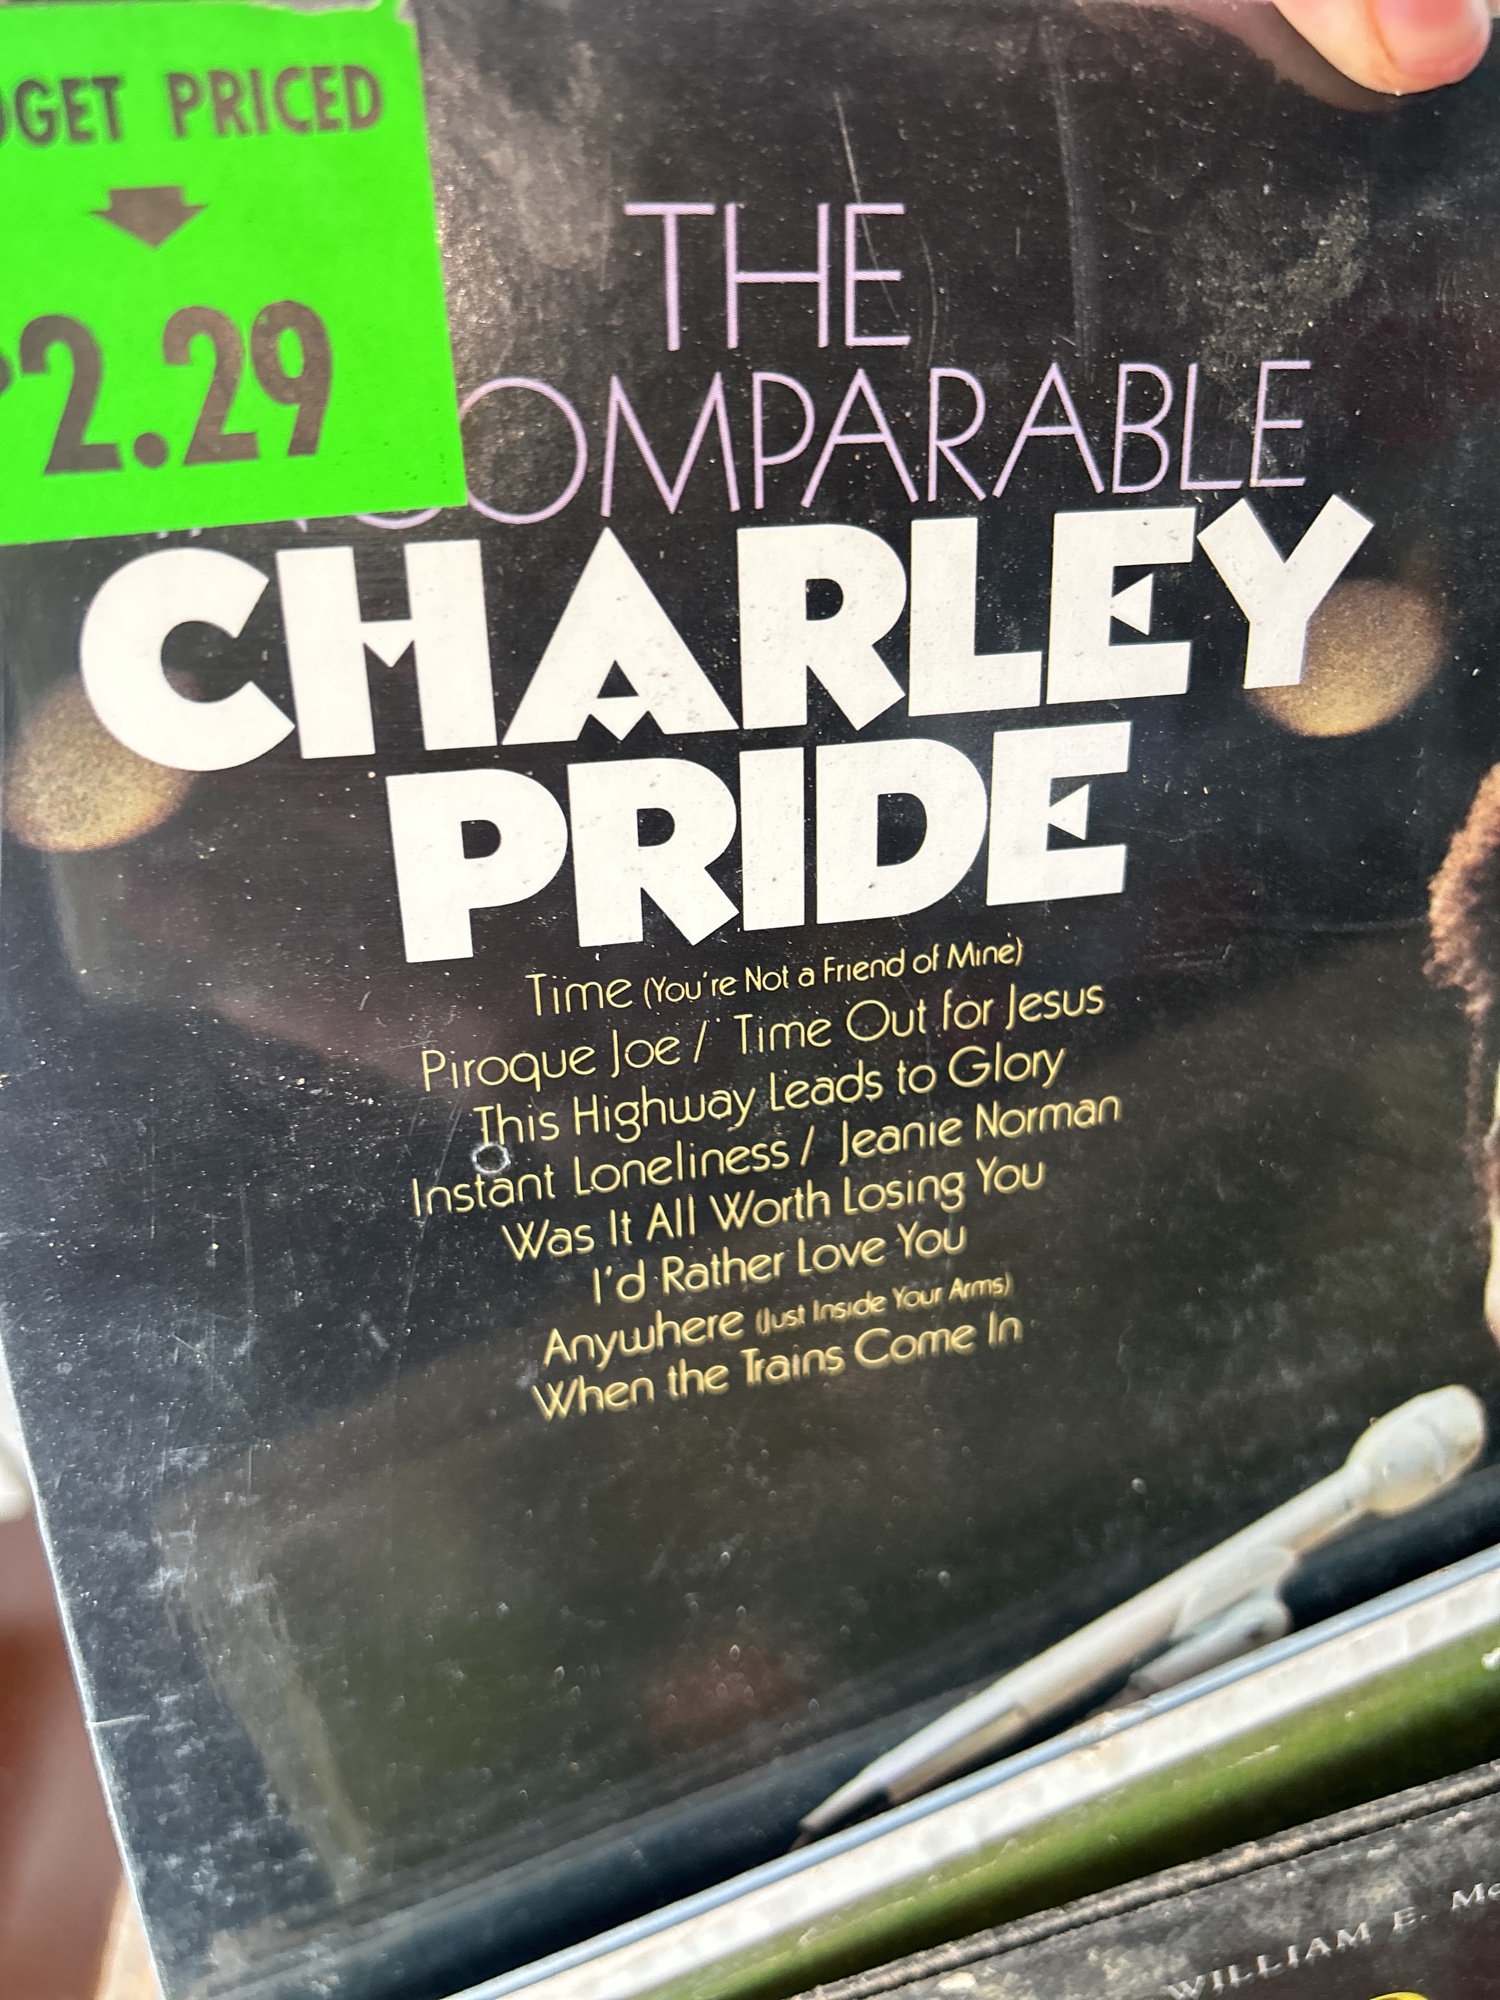 PRICED
2.29
THE
CHARLEY
PRIDE
Time (You're Not a Friend of Mine)
Piroque Joe / Time Out for Jesus
This Highway Leads to Glory
Instant Loneliness / Jeanie Norman
Was It All Worth Losing You
I'd Rather Love You
Anywhere (Just Inside Your Arms)
When the Trains Come In
WILLIAM E.